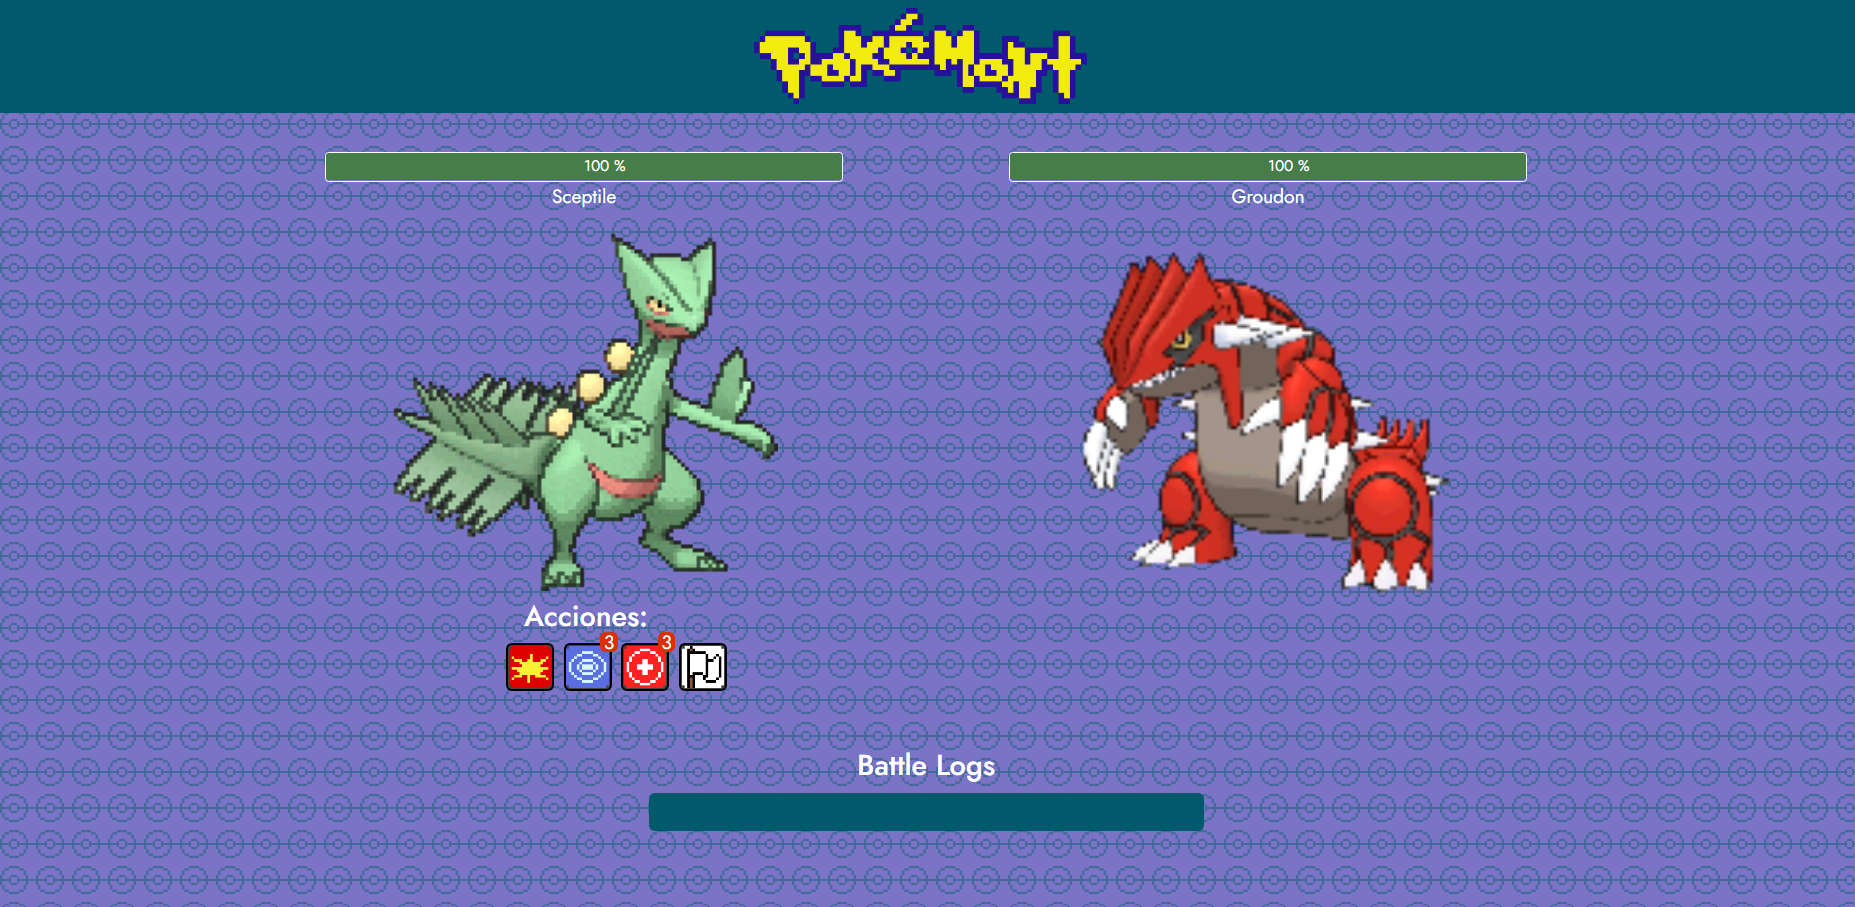 PoKéMoNt
100 %
100 %
Sceptile
Groudon
Acciones:
3
3
Battle Logs